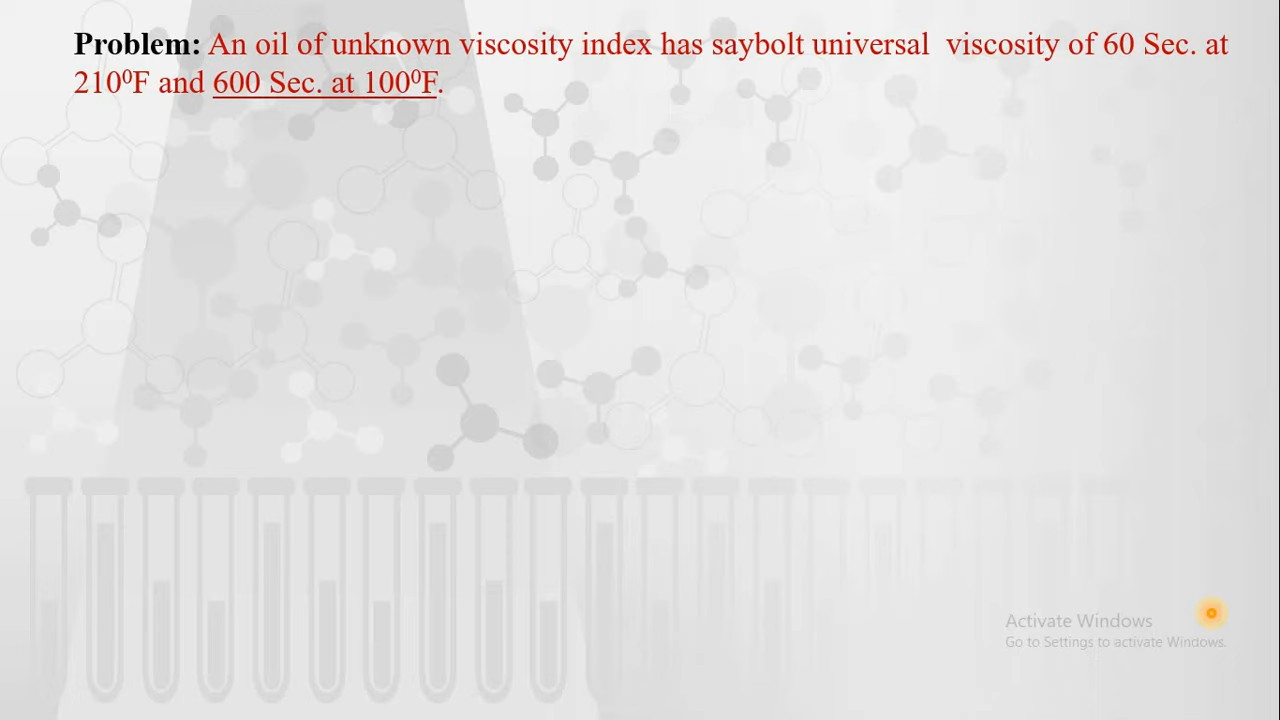 Problem: An oil of unknown viscosity index has saybolt universal viscosity of 60 Sec. at
210⁰F and 600 Sec. at 100⁰F.
Activate Windows
Go to Settings to activate Windows.